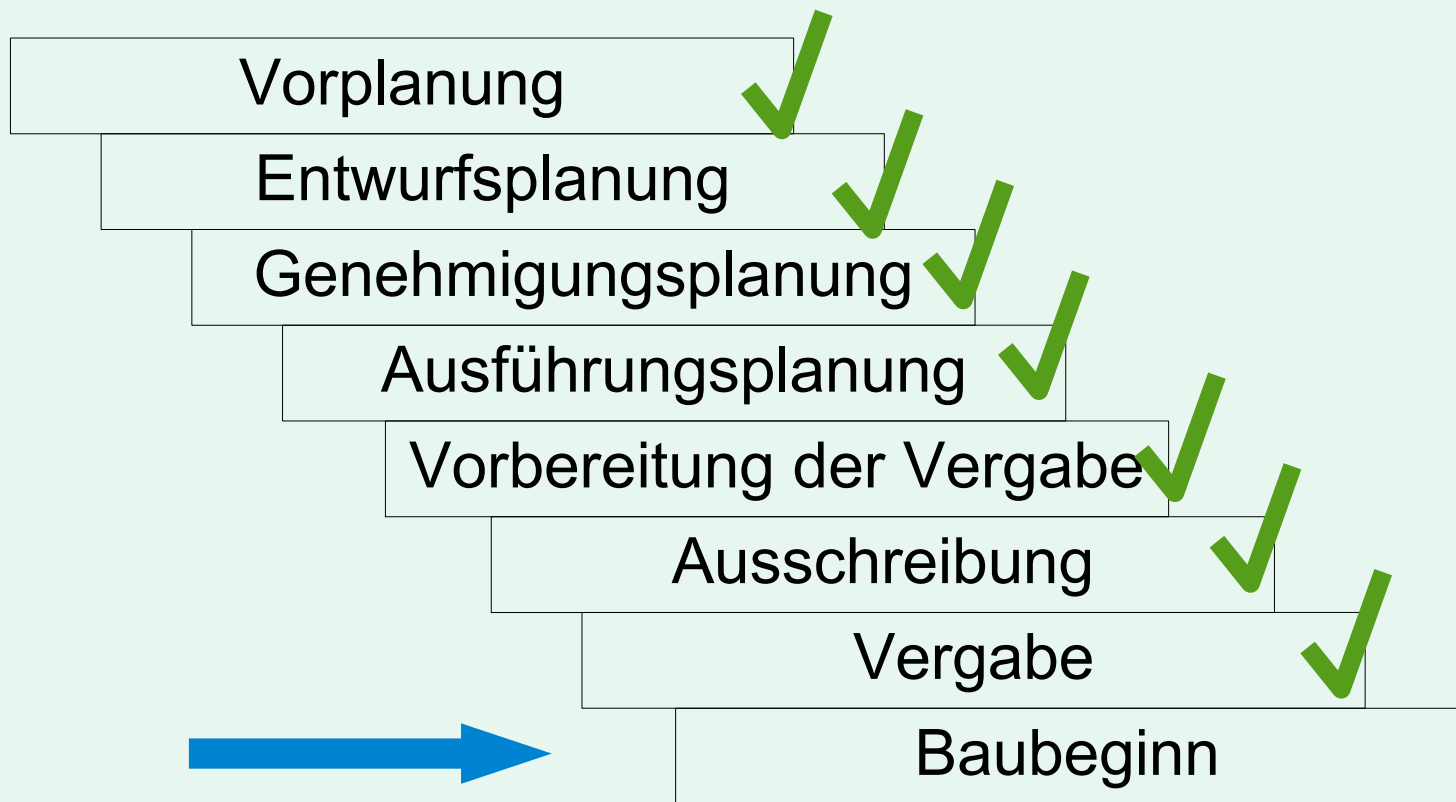 Vorplanung
Entwurfsplanung
Genehmigungsplanung
Ausführungsplanung
Vorbereitung der Vergabe
Ausschreibung
Vergabe
Baubeginn